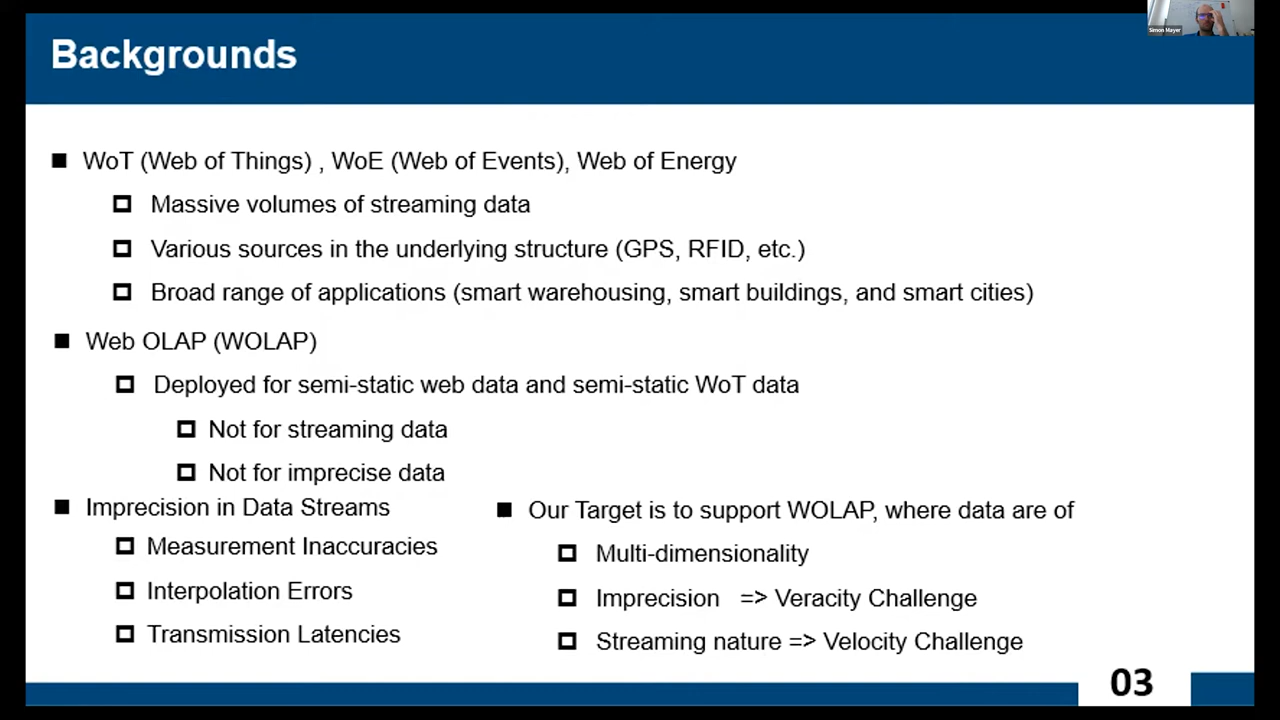 Simon Mayer
Backgrounds
WoT (Web of Things) , WoE (Web of Events), Web of Energy
Massive volumes of streaming data
Various sources in the underlying structure (GPS, RFID, etc.)
Broad range of applications (smart warehousing, smart buildings, and smart cities)
Web OLAP (WOLAP)
Deployed for semi-static web data and semi-static WoT data
Not for streaming data
Not for imprecise data
Imprecision in Data Streams
Measurement Inaccuracies
Interpolation Errors
Transmission Latencies
Our Target is to support WOLAP, where data are of
Multi-dimensionality
Imprecision => Veracity Challenge
Streaming nature => Velocity Challenge
03